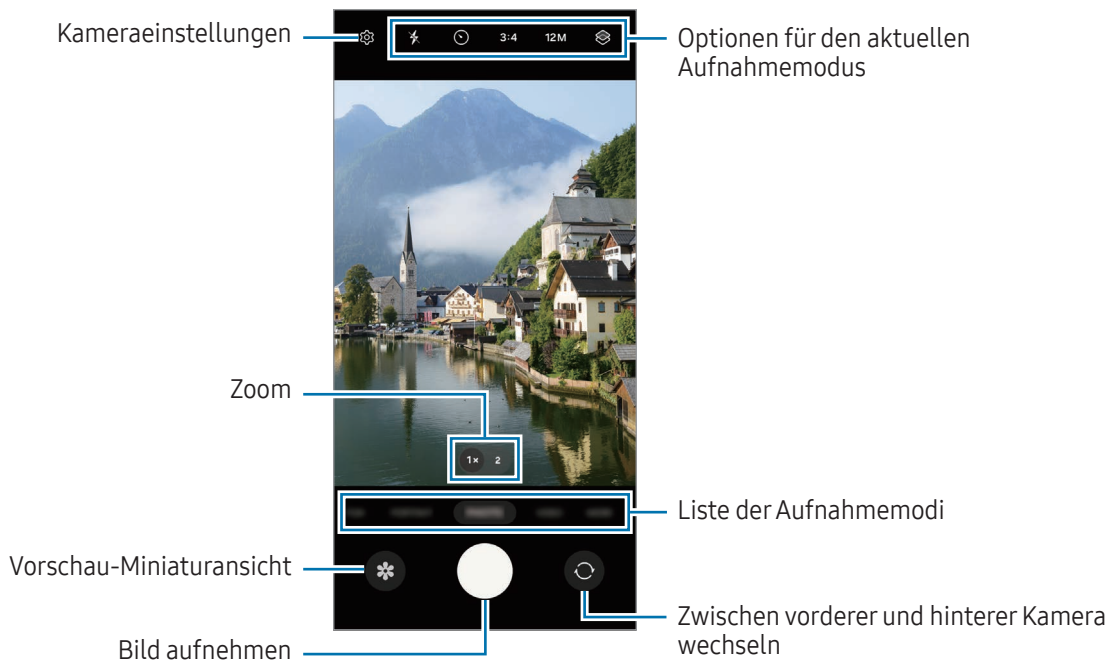 Kameraeinstellungen
3:4 12M
Optionen für den aktuellen
Aufnahmemodus
Zoom
1× 2
Liste der Aufnahmemodi
Vorschau-Miniaturansicht
Zwischen vorderer und hinterer Kamera
wechseln
Bild aufnehmen